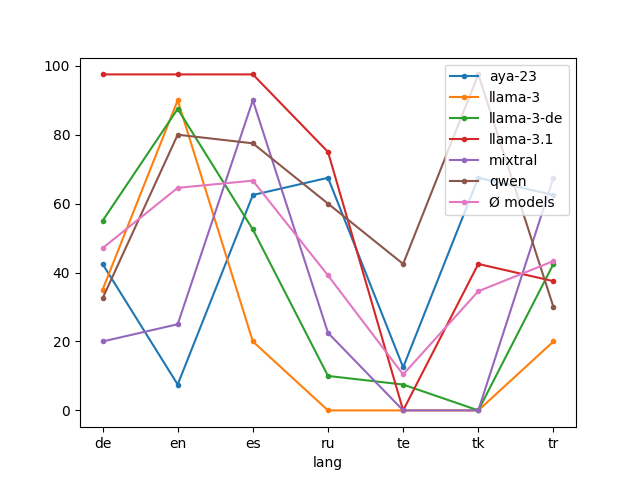 100
80
60
40
20
0
aya-23
llama-3
llama-3-de
llama-3.1
mixtral
qwen
Ø models
de en es ru te tk tr
lang